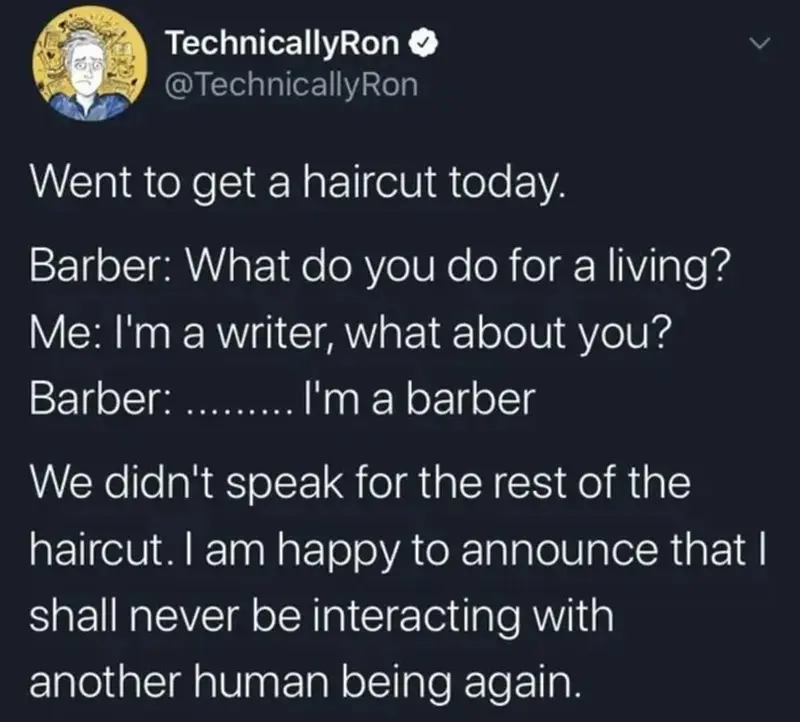 TechnicallyRon
@TechnicallyRon
Went to get a haircut today.
Barber: What do you do for a living?
Me: I'm a writer, what about you?
Barber: ......... I'm a barber
We didn't speak for the rest of the
haircut. I am happy to announce that I
shall never be interacting with
another human being again.